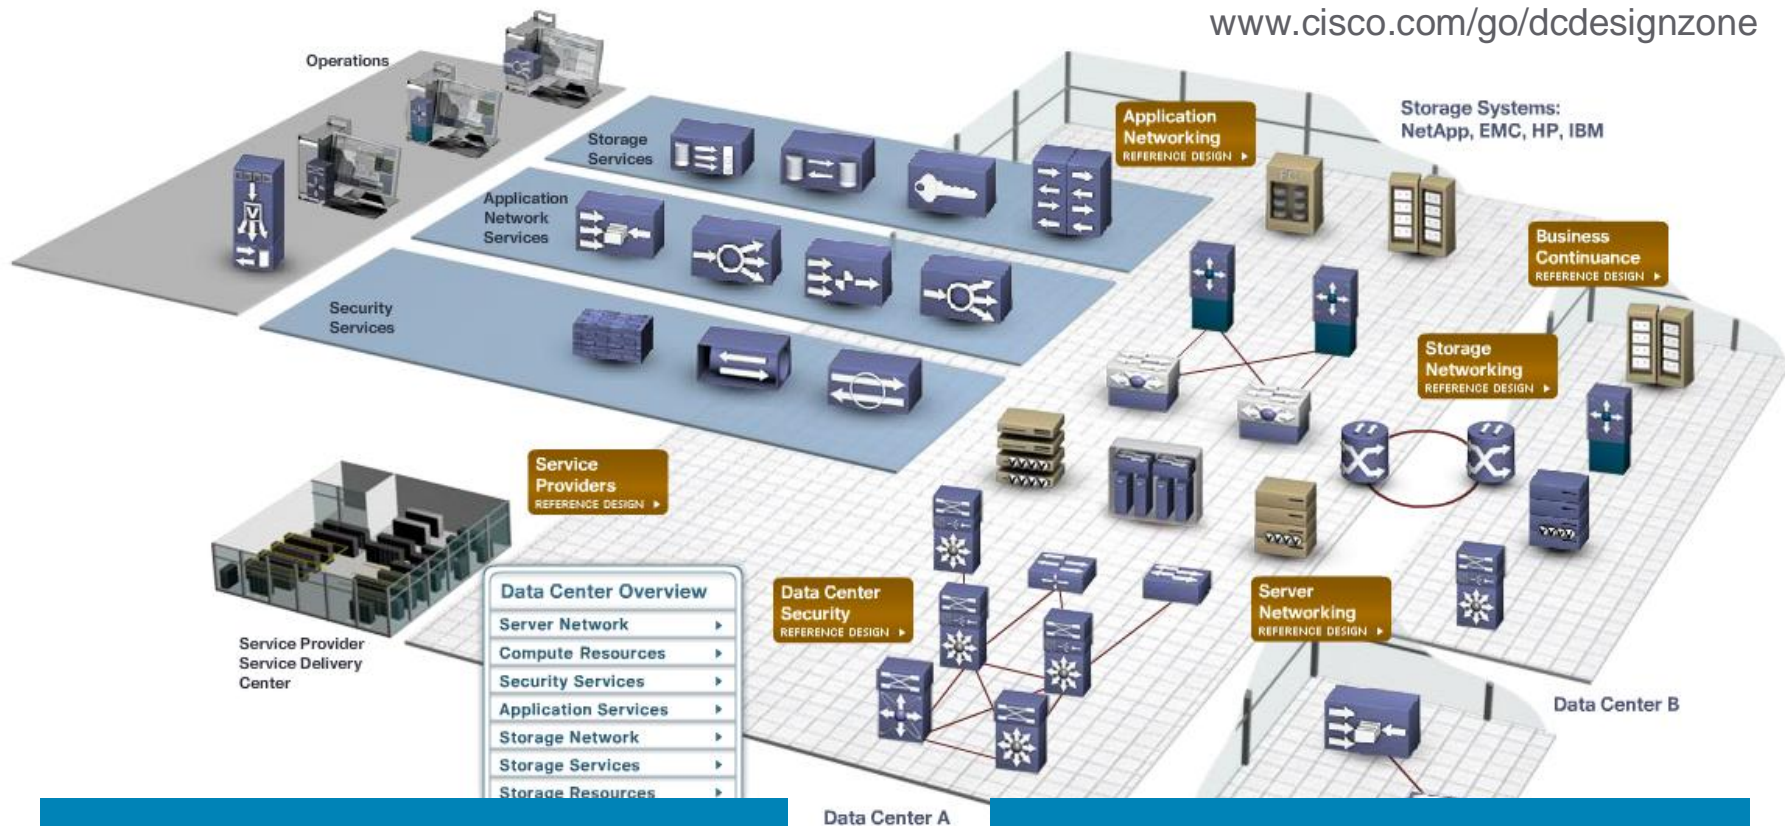 www.cisco.com/go/dcdesignzone
Operations
Storage Systems:
NetApp, EMC, HP, IBM
Application
Networking
REFERENCE DESIGN
Storage
Services
Application
Network
Services
Business
Continuance
REFERENCE DESIGN
Security
Services
Storage
Networking
REFERENCE DESIGN
Service
Providers
REFERENCE DESIGN
Data Center Overview
Server Network
Compute Resources
Security Services
Application Services
Storage Network
Storage Services
Storage Resources
Data Center
Security
REFERENCE DESIGN
Server
Networking
REFERENCE DESIGN
Service Provider
Service Delivery
Center
Data Center B
Data Center A